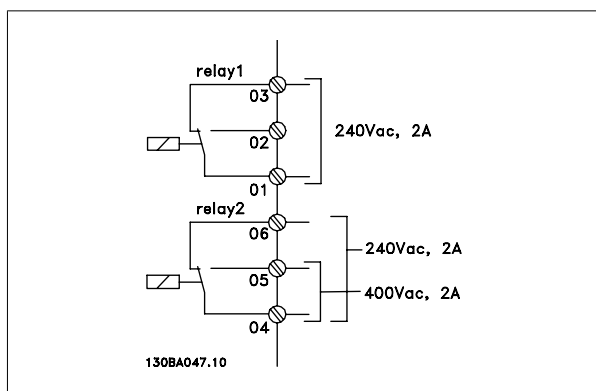 relay1
03
240Vac, 2A
02
01
relay2
06
240Vac, 2A
05
400Vac, 2A
04
130BA047.10